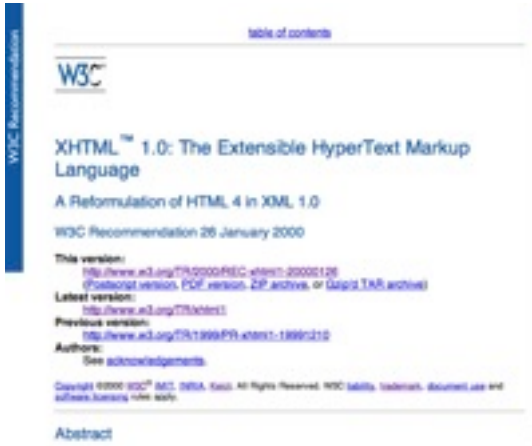 W3C Recommendation
table of contents
W3C
XHTML™ 1.0: The Extensible HyperText Markup
Language
A Reformulation of HTML 4 in XML 1.0
W3C Recommendation 26 January 2000
This version:
http://www.w3.org/TR/2000/REC-xhtml1-20000126
(Postscript version, PDF version, ZIP archive, or Gzip'd TAR archive)
Latest version:
http://www.w3.org/TR/xhtml1
Previous version:
http://www.w3.org/TR/1999/PR-xhtml1-19991210
Authors:
See acknowledgements.
Copyright ©2000 W3C® (MIT, INRIA, Keio), All Rights Reserved. W3C liability, trademark, document use and
software licensing rules apply.
Abstract